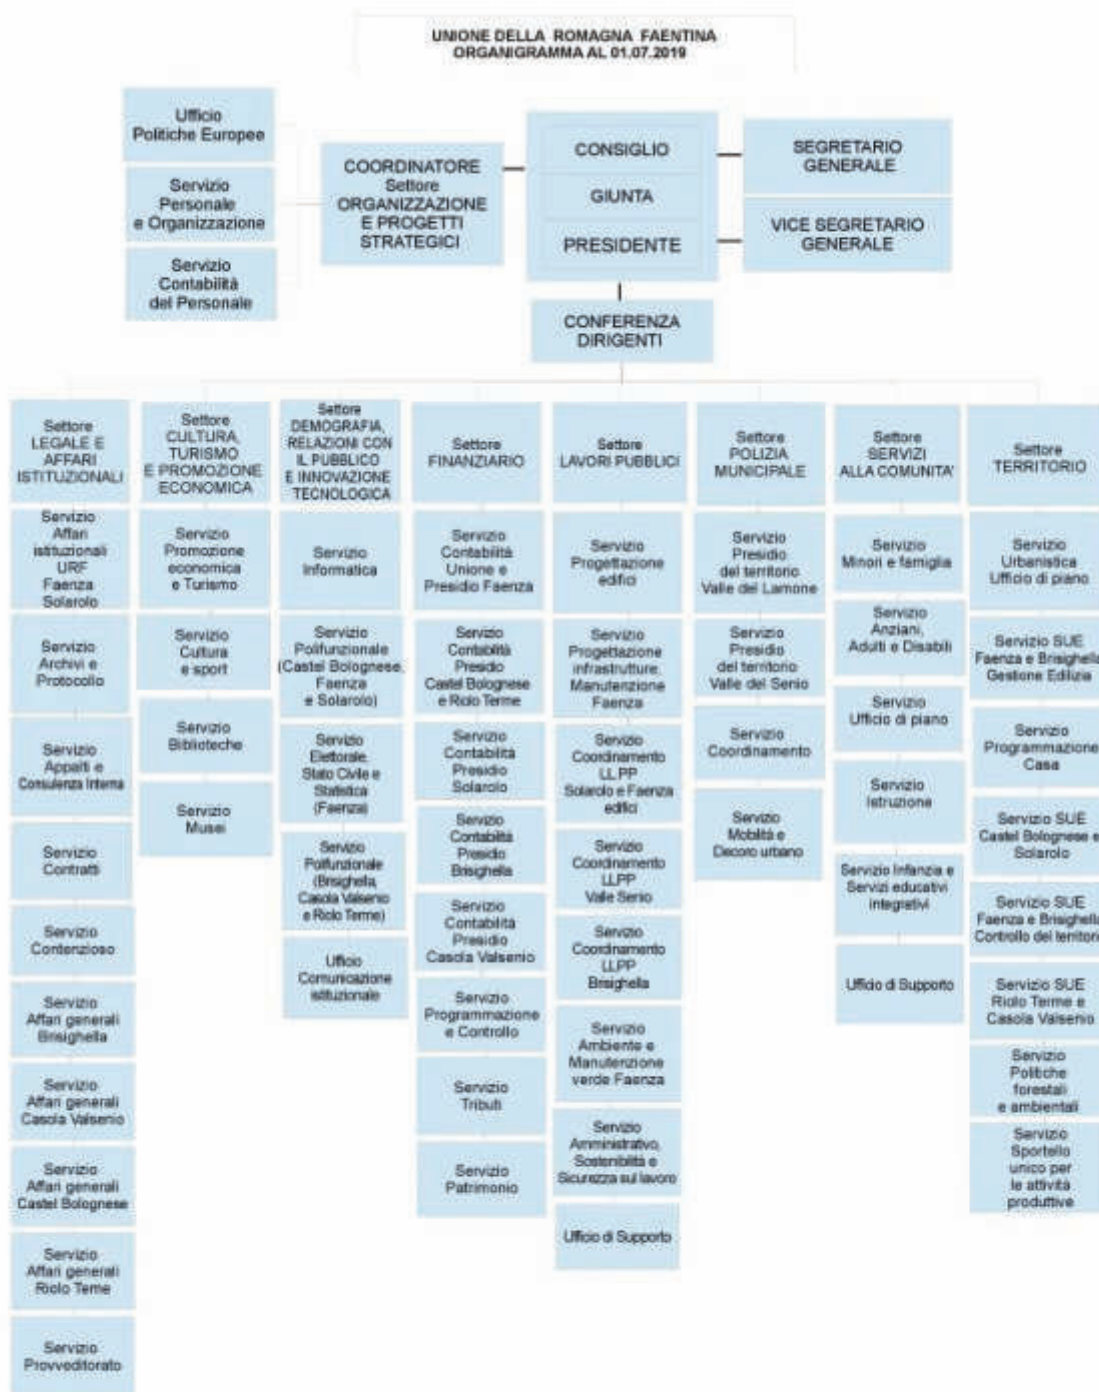 UNIONE DELLA ROMAGNA FAENTINA
ORGANIGRAMMA AL 01.07.2019
Ufficio
Politiche Europee
Servizio
Personale
e Organizzazione
Servizio
Contabilità
del Personale
COORDINATORE
Settore
ORGANIZZAZIONE
E PROGETTI
STRATEGICI
CONSIGLIO
GIUNTA
PRESIDENTE
SEGRETARIO
GENERALE
VICE SEGRETARIO
GENERALE
CONFERENZA
DIRIGENTI
Settore
LEGALE E
AFFARI
ISTITUZIONALI
Servizio
Affari
istituzionali
URF
Faenza
Solarolo
Servizio
Archivi e
Protocollo
Servizio
Appalti e
Consulenza Interna
Servizio
Contratti
Servizio
Contenzioso
Servizio
Affari generali
Brisighella
Servizio
Affari generali
Casola Valsenio
Servizio
Affari generali
Castel Bolognese
Servizio
Affari generali
Riolo Terme
Servizio
Provveditorato
Settore
CULTURA,
TURISMO
E PROMOZIONE
ECONOMICA
Servizio
Promozione
economica
e Turismo
Servizio
Cultura
e sport
Servizio
Biblioteche
Servizio
Musei
Settore
DEMOGRAFIA,
RELAZIONI CON
IL PUBBLICO
E INNOVAZIONE
TECNOLOGICA
Servizio
Informatica
Servizio
Polifunzionale
(Castel Bolognese,
Faenza
e Solarolo)
Servizio
Elettorale,
Stato Civile e
Statistica
(Faenza)
Servizio
Polifunzionale
(Brisighella,
Casola Valsenio
e Riolo Terme)
Ufficio
Comunicazione
istituzionale
Settore
FINANZIARIO
Servizio
Contabilità
Unione e
Presidio Faenza
Servizio
Contabilità
Presidio
Castel Bolognese
e Riolo Terme
Servizio
Contabilità
Presidio
Solarolo
Servizio
Contabilità
Presidio
Brisighella
Servizio
Contabilità
Presidio
Casola Valsenio
Servizio
Programmazione
e Controllo
Servizio
Tributi
Servizio
Patrimonio
Settore
LAVORI PUBBLICI
Servizio
Progettazione
edifici
Servizio
Progettazione
infrastrutture,
Manutenzione
Faenza
Servizio
Coordinamento
LL.PP
Solarolo e Faenza
edifici
Servizio
Coordinamento
LLPP
Valle Senio
Servizio
Coordinamento
LLPP
Brisighella
Servizio
Ambiente e
Manutenzione
verde Faenza
Servizio
Amministrativo,
Sostenibilità e
Sicurezza sul lavoro
Ufficio di Supporto
Settore
POLIZIA
MUNICIPALE
Servizio
Presidio
del territorio
Valle del Lamone
Servizio
Presidio
del territorio
Valle del Senio
Servizio
Coordinamento
Servizio
Mobilità e
Decoro urbano
Settore
SERVIZI
ALLA COMUNITA'
Servizio
Minori e famiglia
Servizio
Anziani,
Adulti e Disabili
Servizio
Ufficio di piano
Servizio
Istruzione
Servizio Infanzia e
Servizi educativi
integrativi
Ufficio di Supporto
Settore
TERRITORIO
Servizio
Urbanistica
Ufficio di piano
Servizio SUE
Faenza e Brisighella
Gestione Edilizia
Servizio
Programmazione
Casa
Servizio SUE
Castel Bolognese e
Solarolo
Servizio SUE
Faenza e Brisighella
Controllo del territorio
Servizio SUE
Riolo Terme e
Casola Valsenio
Servizio
Politiche
forestali
e ambientali
Servizio
Sportello
unico per
le attività
produttive